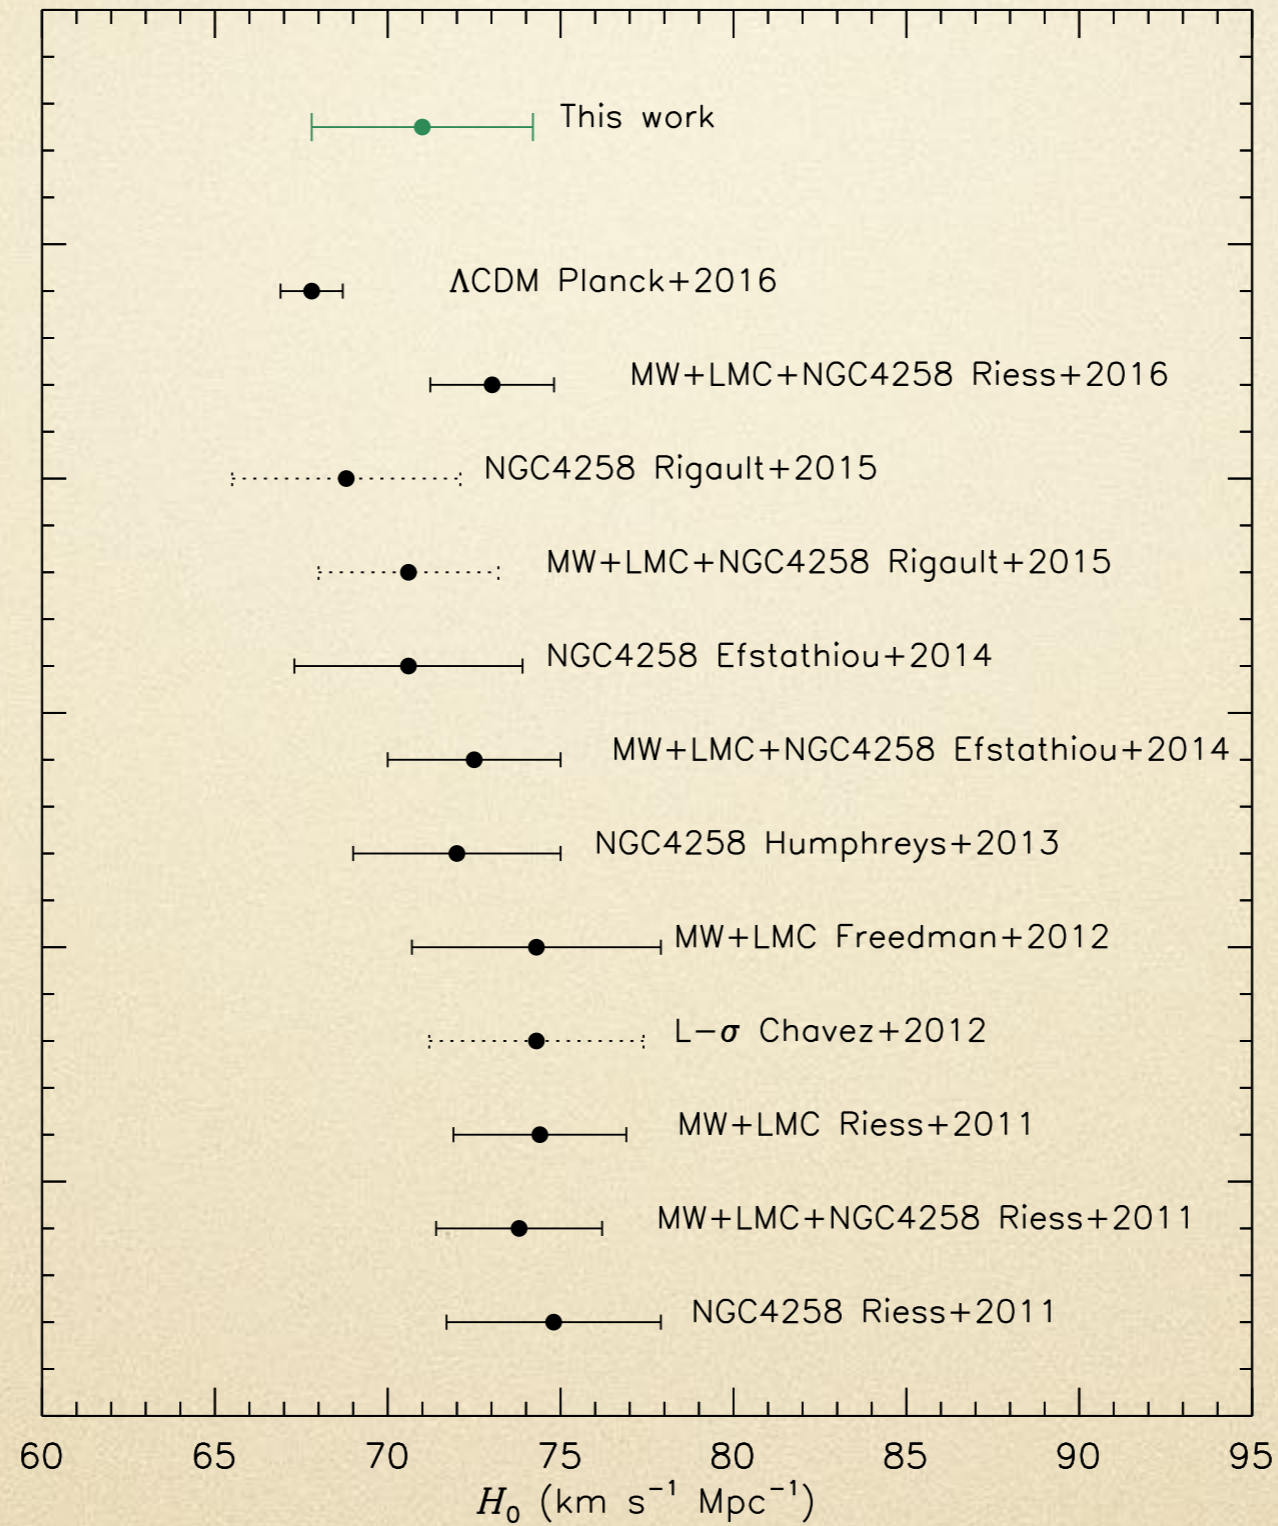 This work
ΛCDM Planck+2016
MW+LMC+NGC4258 Riess+2016
NGC4258 Rigault+2015
MW+LMC+NGC4258 Rigault+2015
NGC4258 Efstathiou+2014
MW+LMC+NGC4258 Efstathiou+2014
NGC4258 Humphreys+2013
MW+LMC Freedman+2012
L−σ Chavez+2012
MW+LMC Riess+2011
MW+LMC+NGC4258 Riess+2011
NGC4258 Riess+2011
60 65 70 75 80 85 90 95
H₀ (km s⁻¹ Mpc⁻¹)